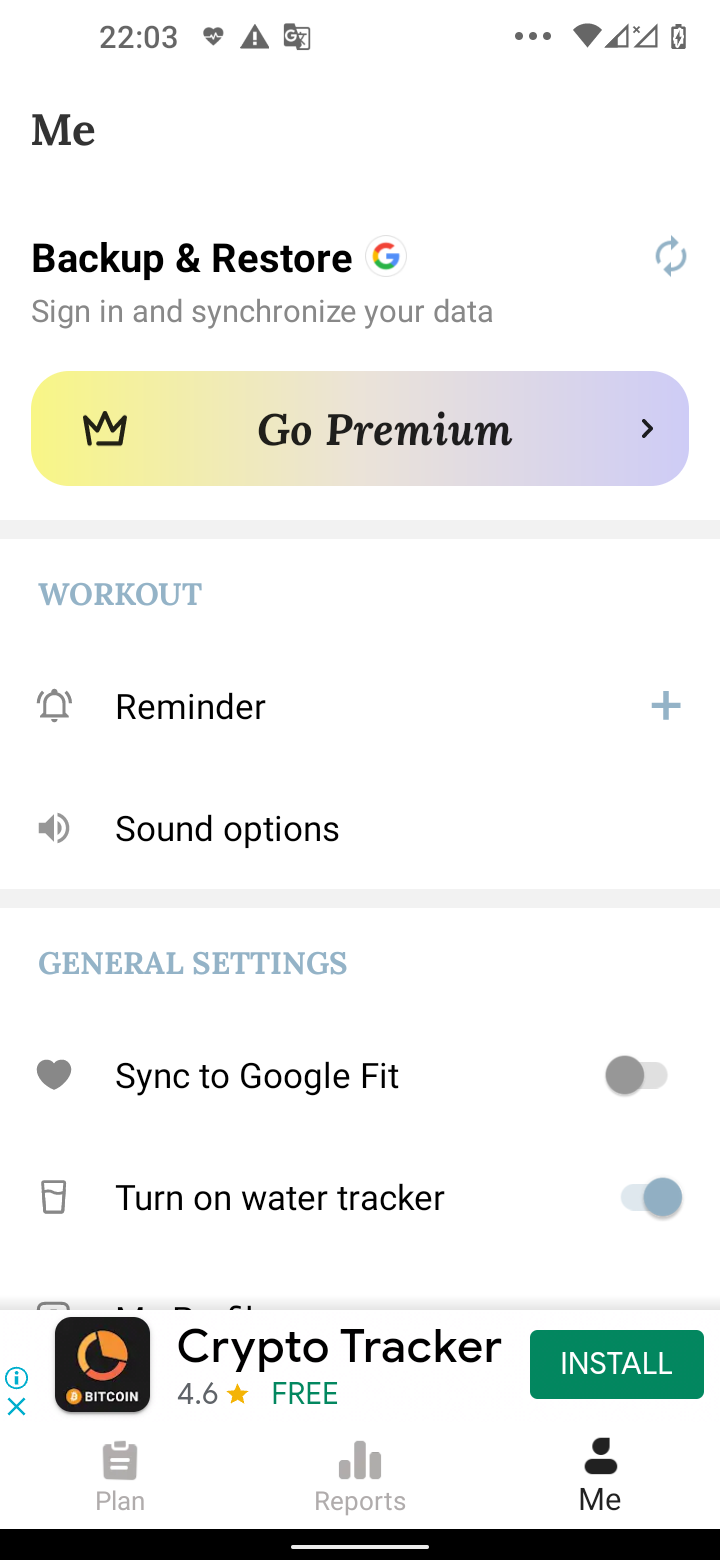 22:03
Me
Backup & Restore
Sign in and synchronize your data
Go Premium
WORKOUT
Reminder
Sound options
GENERAL SETTINGS
Sync to Google Fit
Turn on water tracker
Crypto Tracker
INSTALL
4.6 FREE
BITCOIN
Plan
Reports
Me